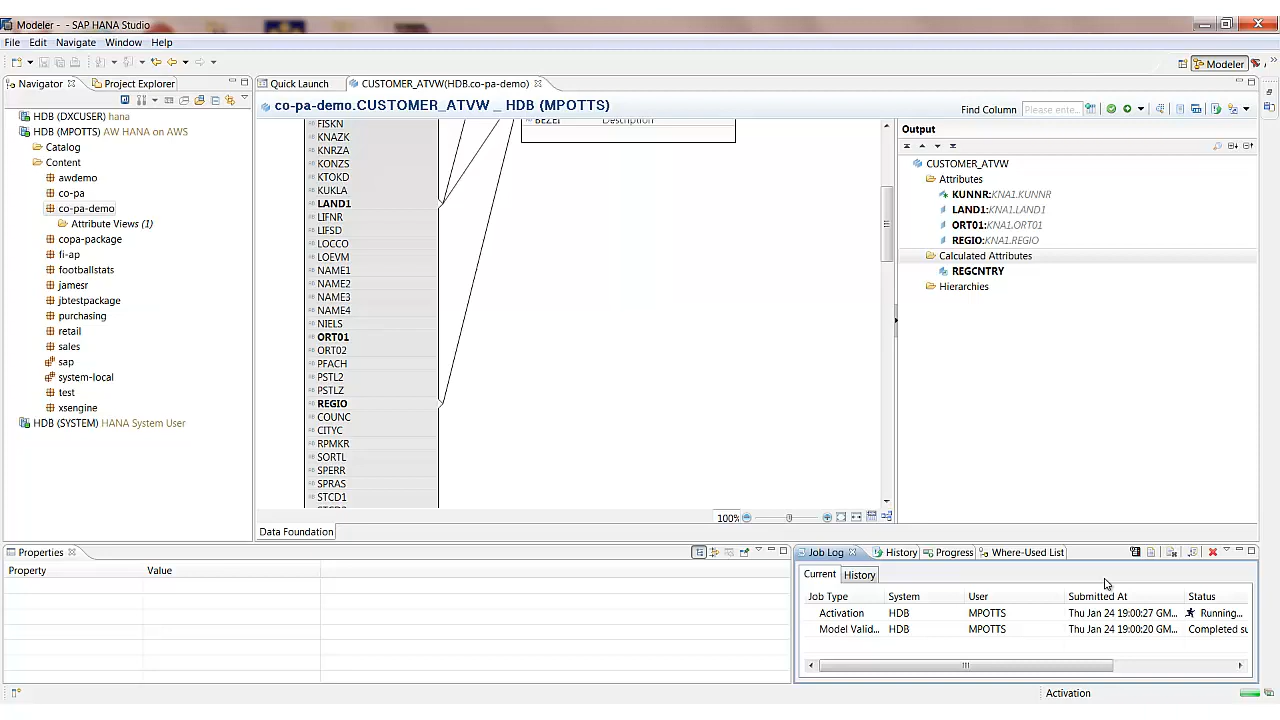 Modeler - - SAP HANA Studio
File Edit Navigate Window Help
Modeler
Navigator Project Explorer
HDB (DXCUSER) hana
HDB (MPOTTS) AW HANA on AWS
Catalog
Content
awdemo
co-pa
co-pa-demo
Attribute Views (1)
copa-package
fi-ap
footballstats
jamesr
jbtestpackage
purchasing
retail
sales
sap
system-local
test
xsengine
HDB (SYSTEM) HANA System User
Quick Launch CUSTOMER_ATVW(HDB.co-pa-demo)
co-pa-demo.CUSTOMER_ATVW _ HDB (MPOTTS)
Find Column Please ente...
FISKN
KNAZK
KNRZA
KONZS
KTOKD
KUKLA
LAND1
LIFNR
LIFSD
LOCCO
LOEVM
NAME1
NAME2
NAME3
NAME4
NIELS
ORT01
ORT02
PFACH
PSTL2
PSTLZ
REGIO
COUNC
CITYC
RPMKR
SORTL
SPERR
SPRAS
STCD1
BEZEI Description
100%
Data Foundation
Output
CUSTOMER_ATVW
Attributes
KUNNR:KNA1.KUNNR
LAND1:KNA1.LAND1
ORT01:KNA1.ORT01
REGIO:KNA1.REGIO
Calculated Attributes
REGCNTRY
Hierarchies
Properties
Property Value
Job Log History Progress Where-Used List
Current History
Job Type System User Submitted At Status
Activation HDB MPOTTS Thu Jan 24 19:00:27 GM... Running...
Model Valid... HDB MPOTTS Thu Jan 24 19:00:20 GM... Completed su
Activation